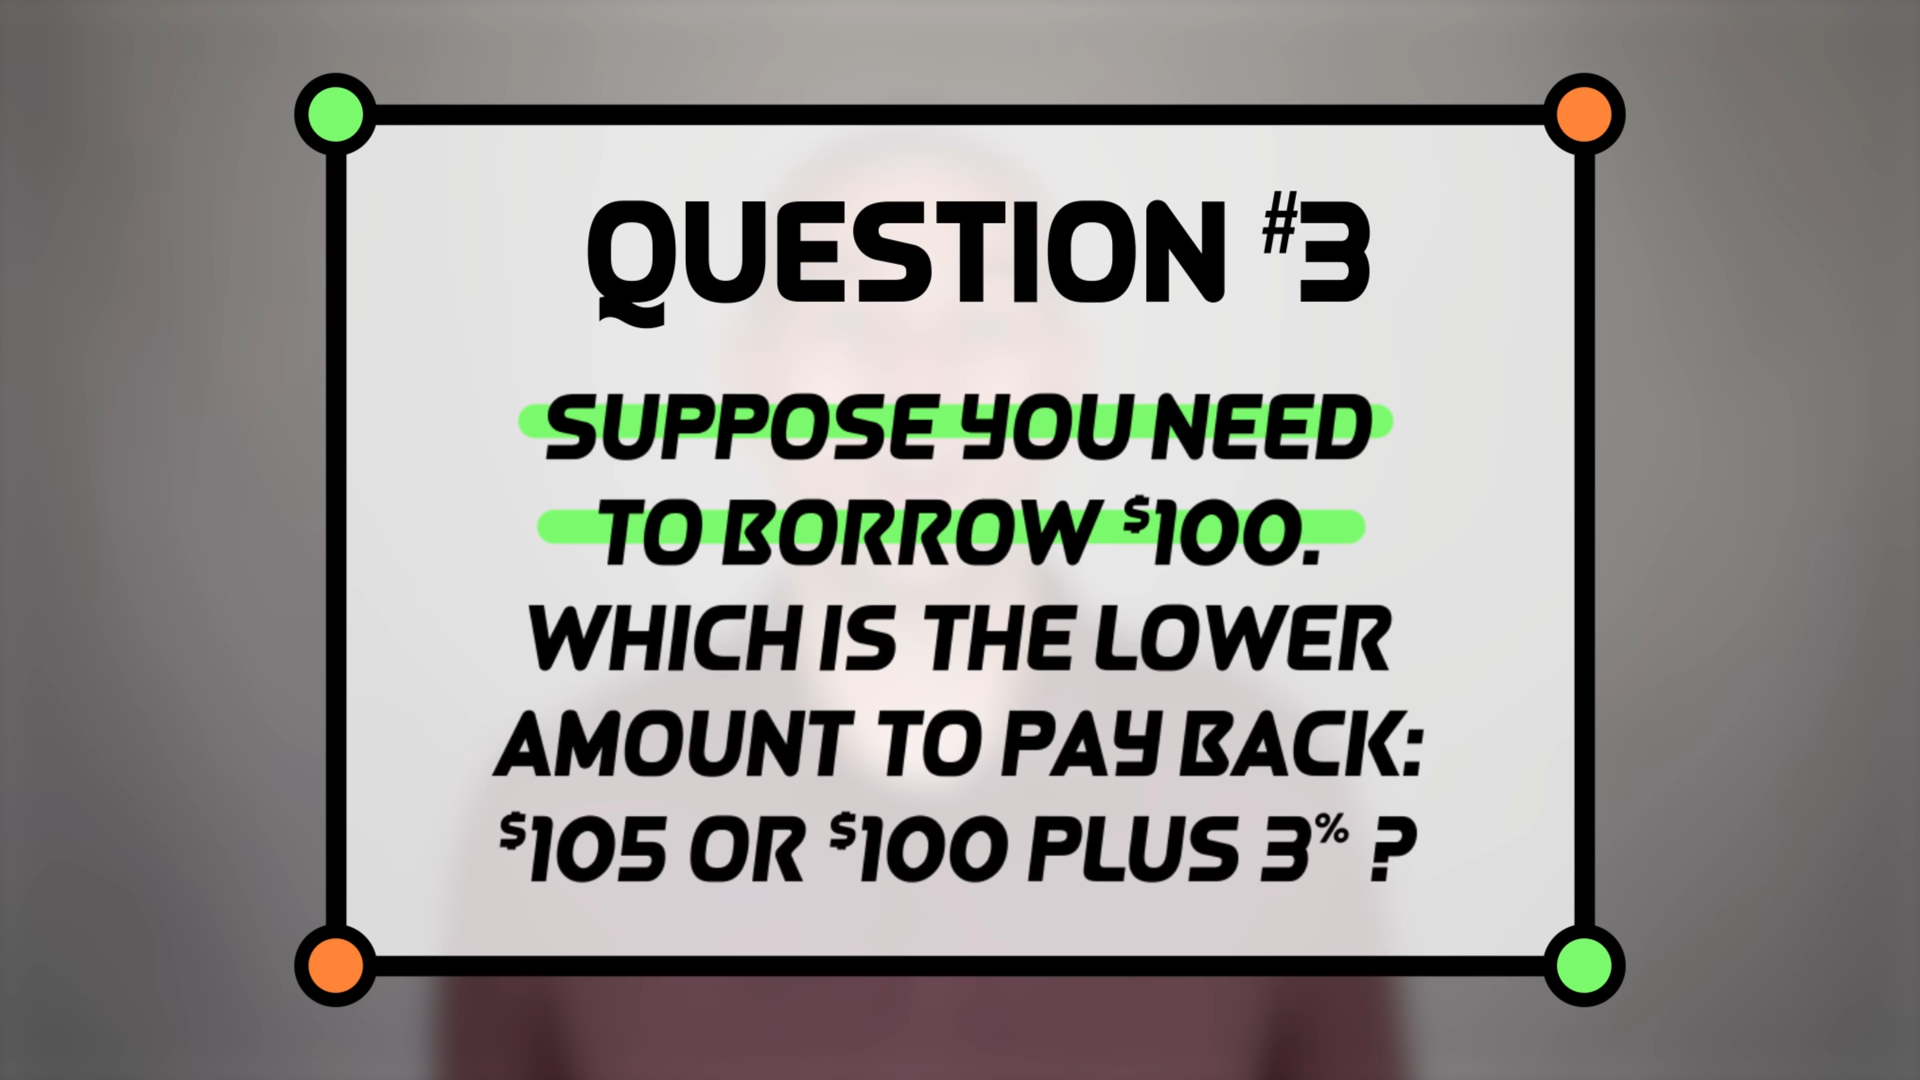 QUESTION #3
SUPPOSE YOU NEED
TO BORROW $100.
WHICH IS THE LOWER
AMOUNT TO PAY BACK:
$105 OR $100 PLUS 3% ?